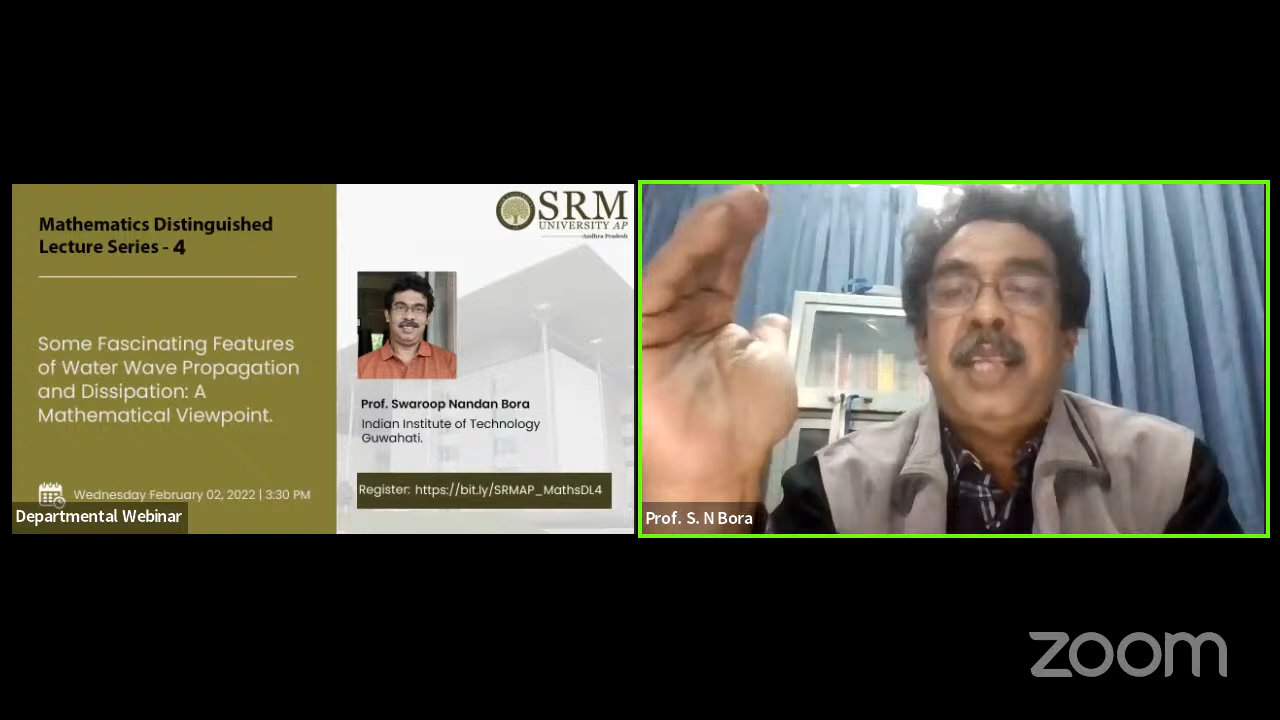 Mathematics Distinguished
Lecture Series - 4
Some Fascinating Features
of Water Wave Propagation
and Dissipation: A
Mathematical Viewpoint.
Wednesday February 02, 2022 | 3:30 PM
Departmental Webinar
SRM
UNIVERSITY AP
Andhra Pradesh
Prof. Swaroop Nandan Bora
Indian Institute of Technology
Guwahati.
Register: https://bit.ly/SRMAP_MathsDL4
Prof. S. N Bora
zoom